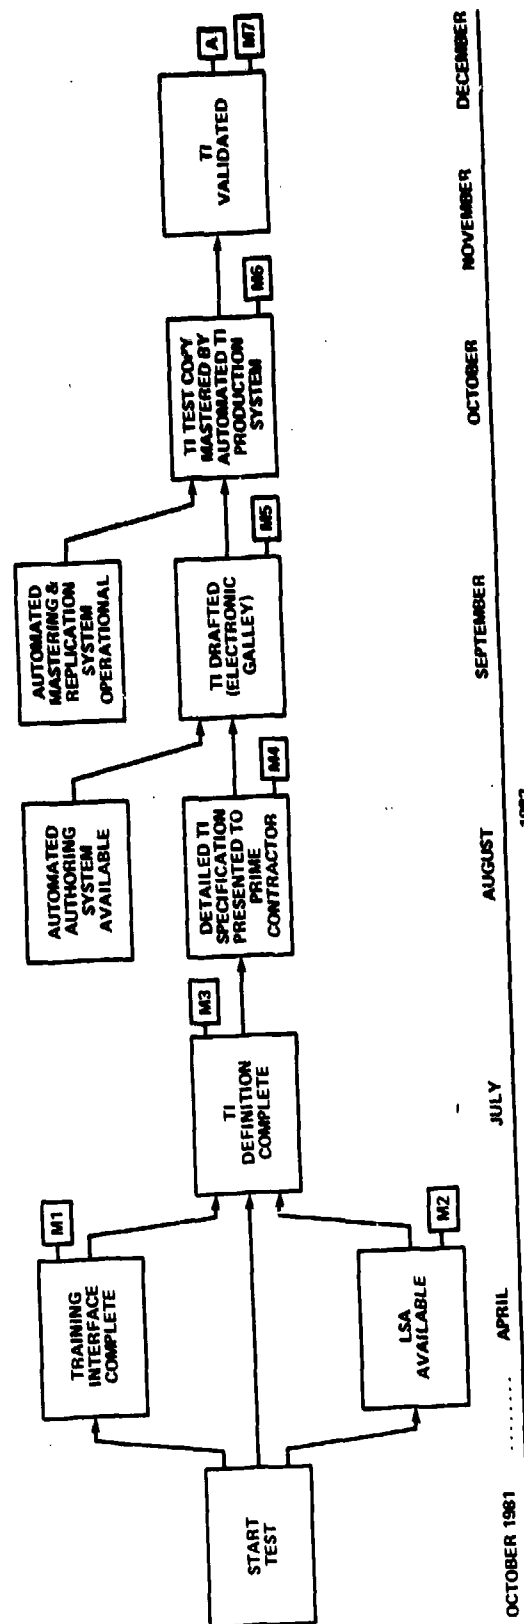 START
TEST
TRAINING
INTERFACE
COMPLETE
M1
LSA
AVAILABLE
M2
TI
DEFINITION
COMPLETE
M3
DETAILED TI
SPECIFICATION
PRESENTED TO
PRIME
CONTRACTOR
M4
AUTOMATED
AUTHORING
SYSTEM
AVAILABLE
TI DRAFTED
(ELECTRONIC
GALLEY)
M5
AUTOMATED
MASTERING &
REPLICATION
SYSTEM
OPERATIONAL
TI TEST COPY
MASTERED BY
AUTOMATED TI
PRODUCTION
SYSTEM
M6
TI
VALIDATED
A
M7
OCTOBER 1981 ........ APRIL JULY AUGUST SEPTEMBER OCTOBER NOVEMBER DECEMBER